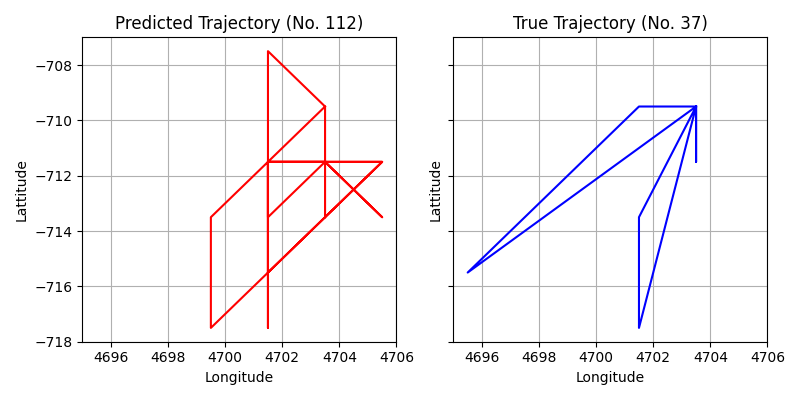 Predicted Trajectory (No. 112)
True Trajectory (No. 37)
−708
−710
−712
−714
−716
−718
Lattitude
Lattitude
4696 4698 4700 4702 4704 4706
4696 4698 4700 4702 4704 4706
Longitude
Longitude